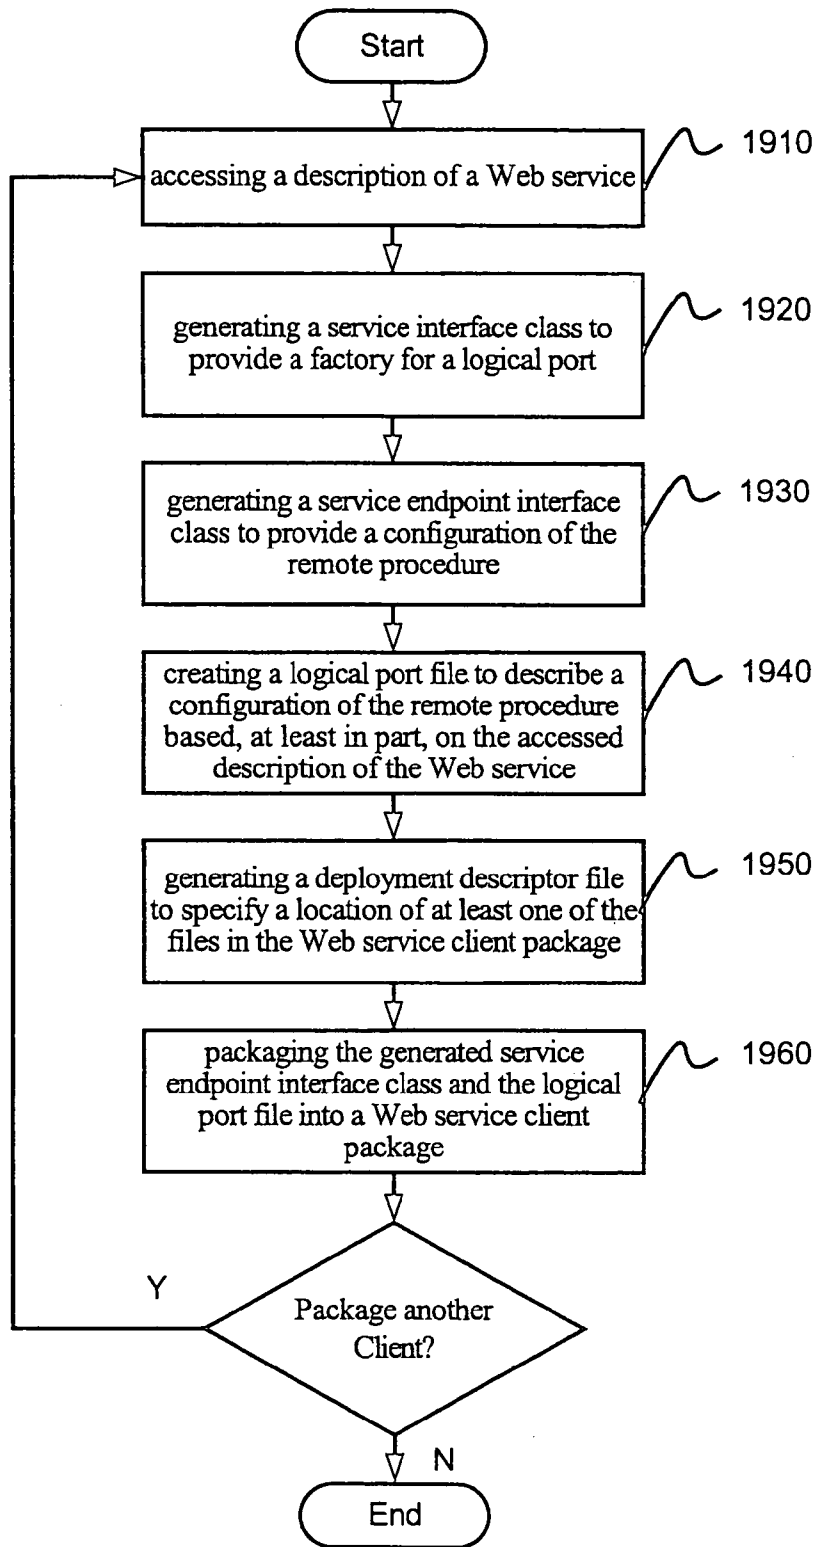 Start
accessing a description of a Web service
1910
generating a service interface class to
provide a factory for a logical port
1920
generating a service endpoint interface
class to provide a configuration of the
remote procedure
1930
creating a logical port file to describe a
configuration of the remote procedure
based, at least in part, on the accessed
description of the Web service
1940
generating a deployment descriptor file
to specify a location of at least one of the
files in the Web service client package
1950
packaging the generated service
endpoint interface class and the logical
port file into a Web service client
package
1960
Y
Package another
Client?
N
End